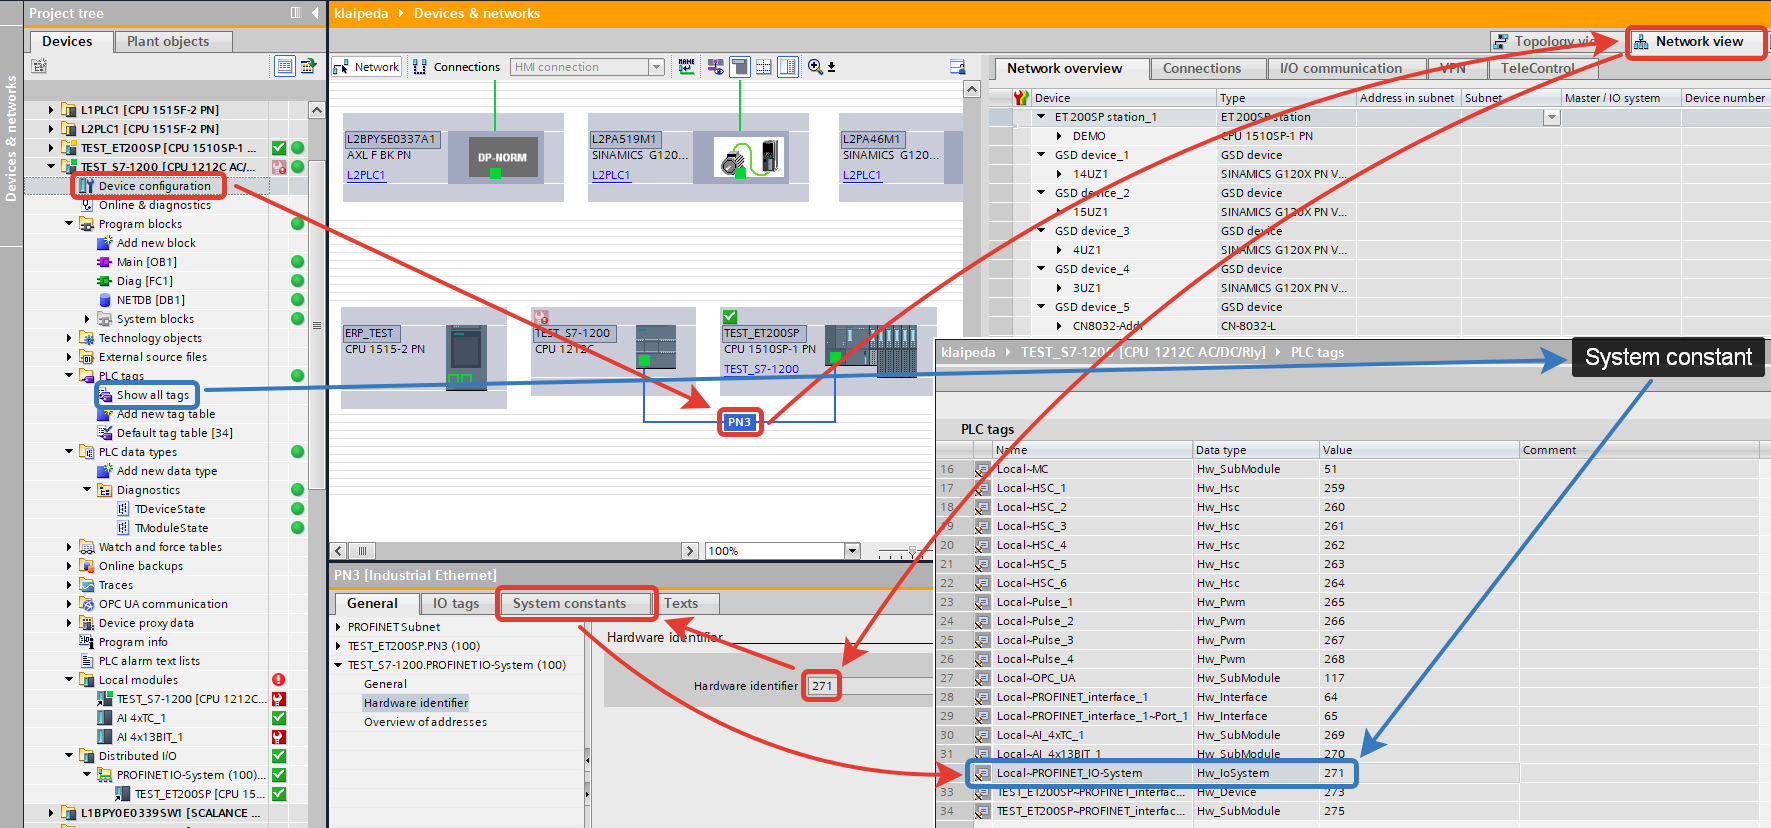 Project tree
Devices
Plant objects
Devices & networks
L1PLC1 [CPU 1515F-2 PN]
L2PLC1 [CPU 1515F-2 PN]
TEST_ET200SP [CPU 1510SP-1 ...
TEST_S7-1200 [CPU 1212C AC/...
Device configuration
Online & diagnostics
Program blocks
Add new block
Main [OB1]
Diag [FC1]
NETDB [DB1]
System blocks
Technology objects
External source files
PLC tags
Show all tags
Add new tag table
Default tag table [34]
PLC data types
Add new data type
Diagnostics
TDeviceState
TModuleState
Watch and force tables
Online backups
Traces
OPC UA communication
Device proxy data
Program info
PLC alarm text lists
Local modules
TEST_S7-1200 [CPU 1212C...
AI 4xTC_1
AI 4x13BIT_1
Distributed I/O
PROFINET IO-System (100)...
TEST_ET200SP [CPU 15...
L1BPY0E0339SW1 [SCALANCE ...
klaipeda
Devices & networks
Topology vie
Network view
Network
Connections
HMI connection
L2BPY5E0337A1
AXL F BK PN
L2PLC1
DP-NORM
L2PA519M1
SINAMICS G120...
L2PLC1
L2PA46M1
SINAMICS G120...
L2PLC1
ERP_TEST
CPU 1515-2 PN
TEST_S7-1200
CPU 1212C
TEST_ET200SP
CPU 1510SP-1 PN
TEST_S7-1200
PN3
100%
Network overview
Connections
I/O communication
VPN
TeleControl
Device
Type
Address in subnet
Subnet
Master / IO system
Device number
ET 200SP station_1
ET 200SP station
DEMO
CPU 1510SP-1 PN
GSD device_1
GSD device
14UZ1
SINAMICS G120X PN V...
GSD device_2
GSD device
15UZ1
SINAMICS G120X PN V...
GSD device_3
GSD device
4UZ1
SINAMICS G120X PN V...
GSD device_4
GSD device
3UZ1
SINAMICS G120X PN V...
GSD device_5
GSD device
CN8032-Addr
CN-8032-L
PN3 [Industrial Ethernet]
General
IO tags
System constants
Texts
PROFINET Subnet
TEST_ET200SP.PN3 (100)
TEST_S7-1200.PROFINET IO-System (100)
General
Hardware identifier
Overview of addresses
Hardware identifier
Hardware identifier
271
klaipeda
TEST_S7-1200 [CPU 1212C AC/DC/Rly]
PLC tags
System constant
PLC tags
Name
Data type
Value
Comment
16 Local~MC Hw_SubModule 51
17 Local~HSC_1 Hw_Hsc 259
18 Local~HSC_2 Hw_Hsc 260
19 Local~HSC_3 Hw_Hsc 261
20 Local~HSC_4 Hw_Hsc 262
21 Local~HSC_5 Hw_Hsc 263
22 Local~HSC_6 Hw_Hsc 264
23 Local~Pulse_1 Hw_Pwm 265
24 Local~Pulse_2 Hw_Pwm 266
25 Local~Pulse_3 Hw_Pwm 267
26 Local~Pulse_4 Hw_Pwm 268
27 Local~OPC_UA Hw_SubModule 117
28 Local~PROFINET_interface_1 Hw_Interface 64
29 Local~PROFINET_interface_1~Port_1 Hw_Interface 65
30 Local~AI_4xTC_1 Hw_SubModule 269
31 Local~AI_4x13BIT_1 Hw_SubModule 270
Local~PROFINET_IO-System Hw_IoSystem 271
33 TEST_ET200SP~PROFINET_interfac... Hw_Device 273
34 TEST_ET200SP~PROFINET_interfac... Hw_SubModule 275